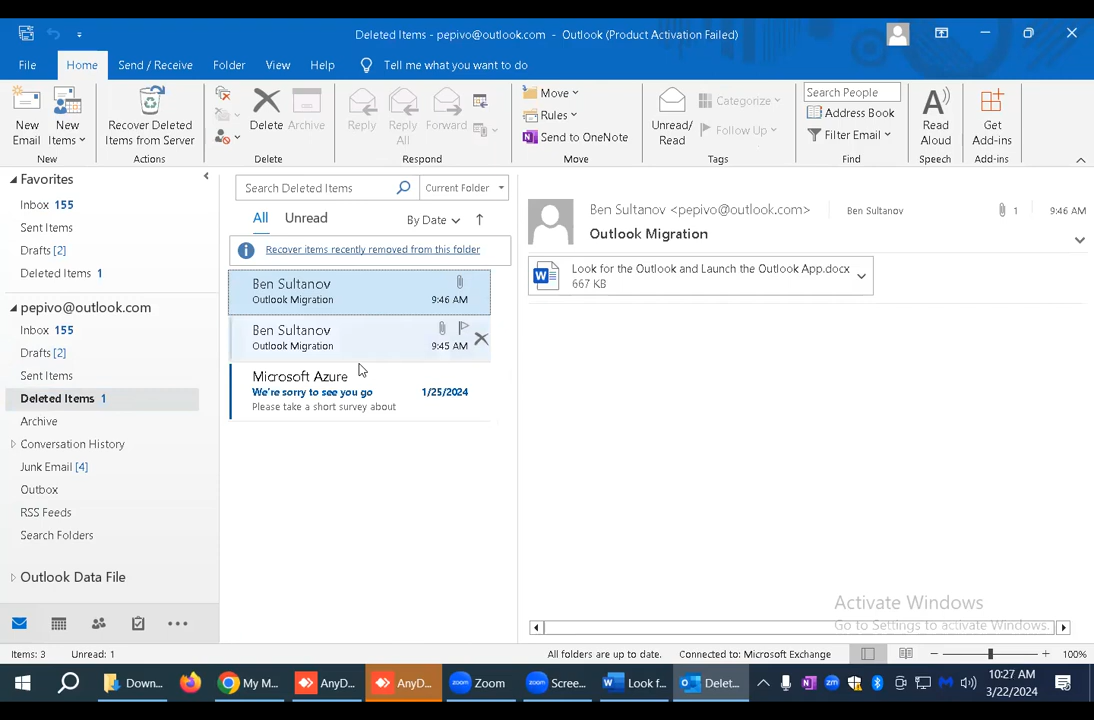 Deleted Items - pepivo@outlook.com - Outlook (Product Activation Failed)
File Home Send / Receive Folder View Help Tell me what you want to do
New Email
New Items
New
Recover Deleted Items from Server
Actions
Delete
Archive
Delete
Reply
Reply All
Forward
Respond
Move
Rules
Send to OneNote
Move
Unread/ Read
Categorize
Follow Up
Tags
Search People
Address Book
Filter Email
Find
Read Aloud
Speech
Get Add-ins
Add-ins
Favorites
Inbox 155
Sent Items
Drafts [2]
Deleted Items 1
pepivo@outlook.com
Inbox 155
Drafts [2]
Sent Items
Deleted Items 1
Archive
Conversation History
Junk Email [4]
Outbox
RSS Feeds
Search Folders
Outlook Data File
Search Deleted Items
Current Folder
All Unread
By Date
Recover items recently removed from this folder
Ben Sultanov
Outlook Migration 9:46 AM
Ben Sultanov
Outlook Migration 9:45 AM
Microsoft Azure
We're sorry to see you go 1/25/2024
Please take a short survey about
Ben Sultanov <pepivo@outlook.com> Ben Sultanov 1 9:46 AM
Outlook Migration
Look for the Outlook and Launch the Outlook App.docx
667 KB
Activate Windows
Go to Settings to activate Windows.
Items: 3 Unread: 1 All folders are up to date. Connected to: Microsoft Exchange 100%
Down... My M... AnyD... AnyD... Zoom Scree... Look f... Delet... 10:27 AM
3/22/2024